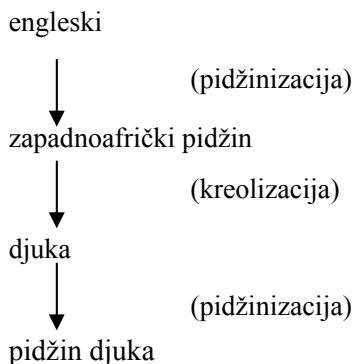 engleski
(pidžinizacija)
zapadnoafrički pidžin
(kreolizacija)
djuka
(pidžinizacija)
pidžin djuka